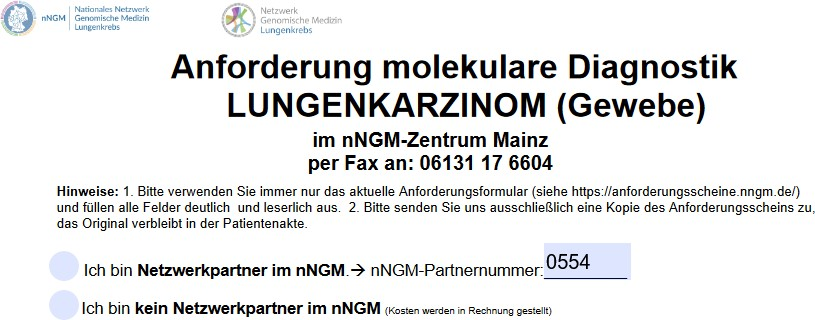 nNGM | Nationales Netzwerk
Genomische Medizin
Lungenkrebs
Netzwerk
Genomische Medizin
Lungenkrebs
Anforderung molekulare Diagnostik
LUNGENKARZINOM (Gewebe)
im nNGM-Zentrum Mainz
per Fax an: 06131 17 6604
Hinweise: 1. Bitte verwenden Sie immer nur das aktuelle Anforderungsformular (siehe https://anforderungsscheine.nngm.de/)
und füllen alle Felder deutlich und leserlich aus. 2. Bitte senden Sie uns ausschließlich eine Kopie des Anforderungsscheins zu,
das Original verbleibt in der Patientenakte.
Ich bin Netzwerkpartner im nNGM.→ nNGM-Partnernummer: 0554
Ich bin kein Netzwerkpartner im nNGM (Kosten werden in Rechnung gestellt)